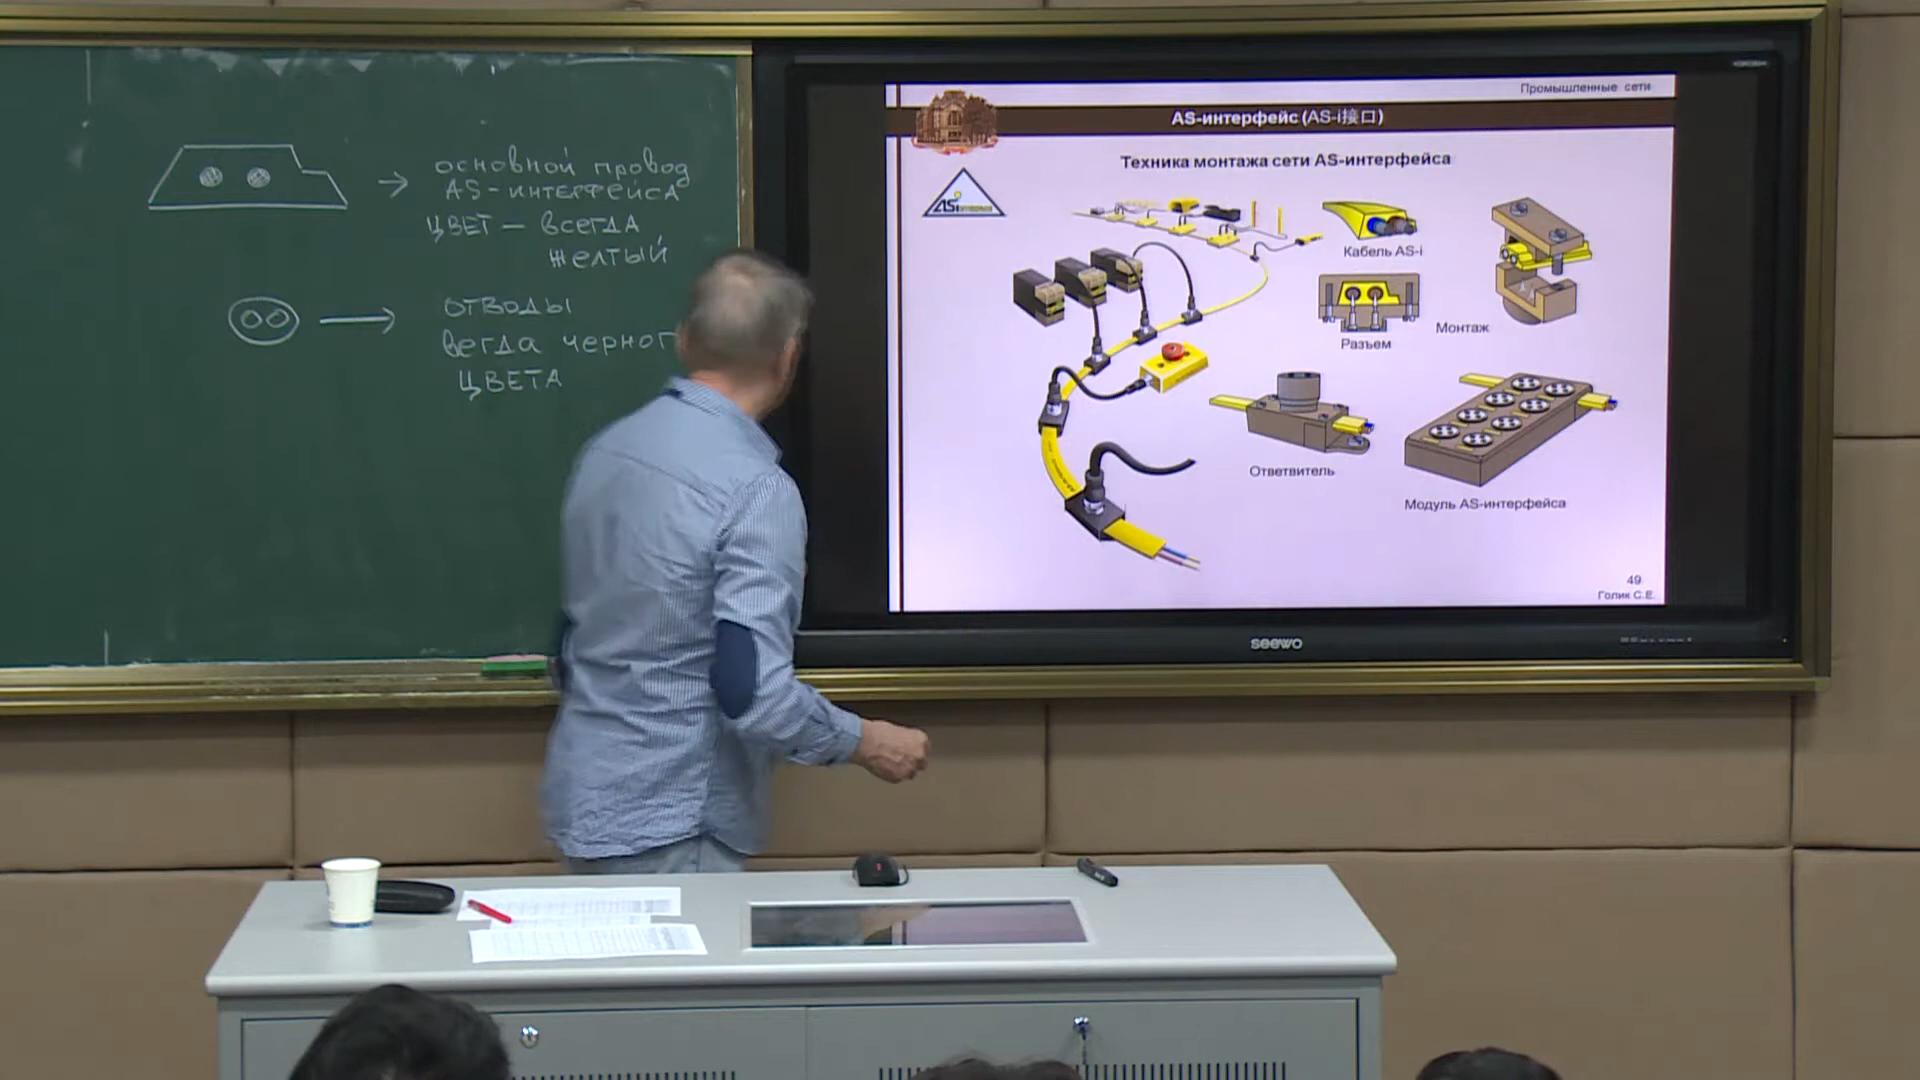 основной провод
AS-интерфейса
цвет — всегда
желтый
отводы
вегда черног
цвета
Промышленные сети
AS-интерфейс (AS-i接口)
Техника монтажа сети AS-интерфейса
ASi
Кабель AS-i
Разъем
Монтаж
Ответвитель
Модуль AS-интерфейса
49
Голик С.Е.
seewo